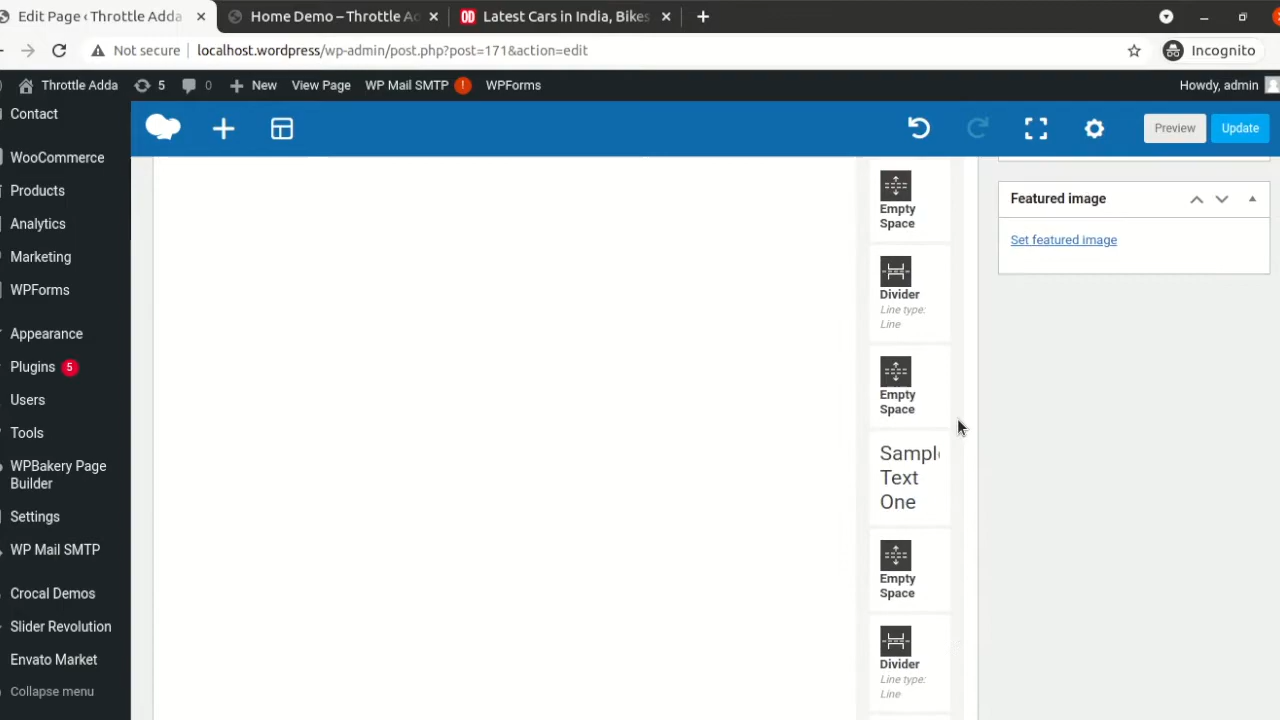 Edit Page ‹ Throttle Adda
Home Demo – Throttle Ad
Latest Cars in India, Bikes
Not secure
localhost.wordpress/wp-admin/post.php?post=171&action=edit
Incognito
Throttle Adda
5
0
New
View Page
WP Mail SMTP !
WPForms
Howdy, admin
Contact
WooCommerce
Products
Analytics
Marketing
WPForms
Appearance
Plugins 5
Users
Tools
WPBakery Page
Builder
Settings
WP Mail SMTP
Crocal Demos
Slider Revolution
Envato Market
Collapse menu
Preview
Update
Empty
Space
Divider
Line type:
Line
Empty
Space
Sample
Text
One
Empty
Space
Divider
Line type:
Line
Featured image
Set featured image